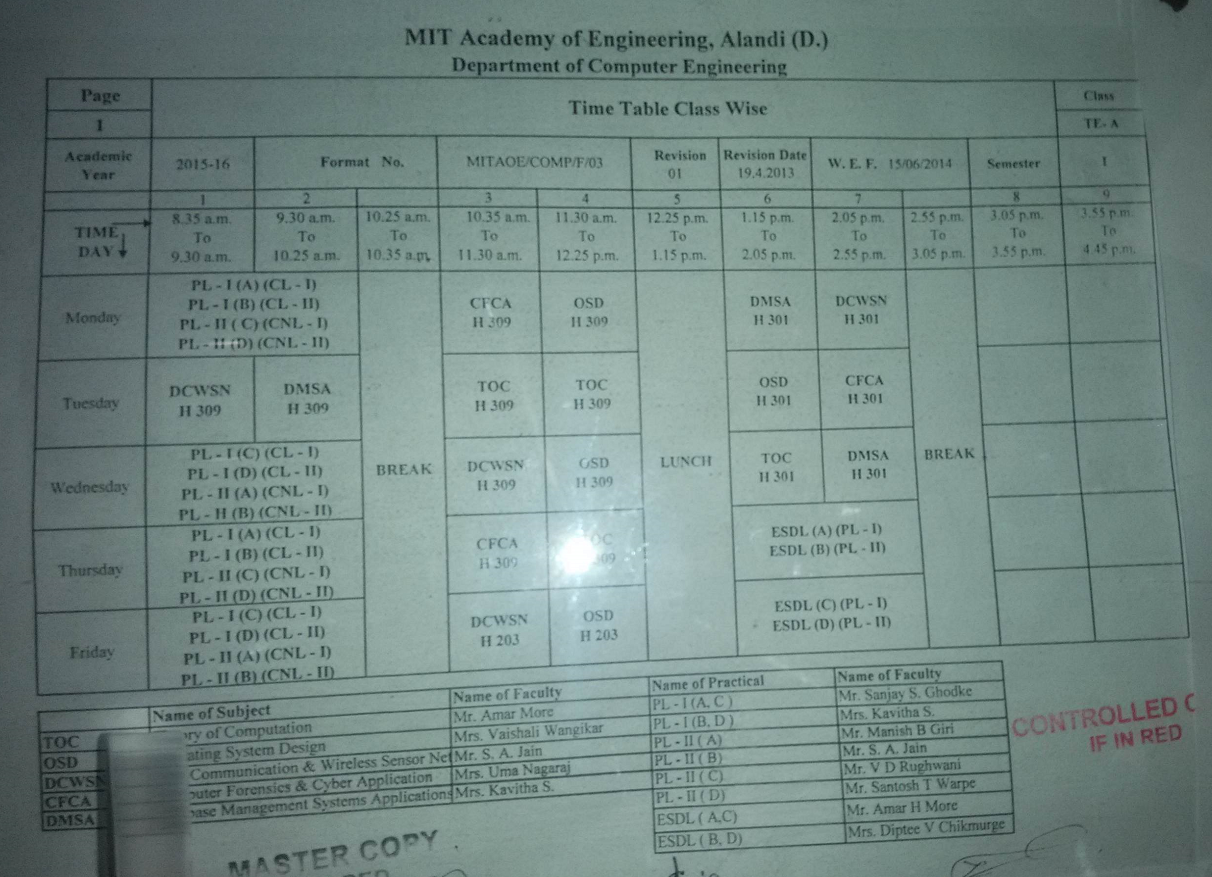 MIT Academy of Engineering, Alandi (D.)
Department of Computer Engineering
Page
1
Time Table Class Wise
Class
TE- A
Academic Year
2015-16
Format No.
MITAOE/COMP/F/03
Revision 01
Revision Date 19.4.2013
W. E. F. 15/06/2014
Semester
I
1 2 3 4 5 6 7 8 9
TIME
DAY
8.35 a.m. To 9.30 a.m.
9.30 a.m. To 10.25 a.m.
10.25 a.m. To 10.35 a.m.
10.35 a.m. To 11.30 a.m.
11.30 a.m. To 12.25 p.m.
12.25 p.m. To 1.15 p.m.
1.15 p.m. To 2.05 p.m.
2.05 p.m. To 2.55 p.m.
2.55 p.m. To 3.05 p.m.
3.05 p.m. To 3.55 p.m.
3.55 p.m. To 4.45 p.m.
Monday
PL - I (A) (CL - I)
PL - I (B) (CL - II)
PL - II ( C) (CNL - I)
PL - II (D) (CNL - II)
CFCA H 309
OSD H 309
DMSA H 301
DCWSN H 301
Tuesday
DCWSN H 309
DMSA H 309
TOC H 309
TOC H 309
OSD H 301
CFCA H 301
Wednesday
PL - I (C) (CL - I)
PL - I (D) (CL - II)
PL - II (A) (CNL - I)
PL - II (B) (CNL - II)
BREAK
DCWSN H 309
OSD H 309
LUNCH
TOC H 301
DMSA H 301
BREAK
Thursday
PL - I (A) (CL - I)
PL - I (B) (CL - II)
PL - II (C) (CNL - I)
PL - II (D) (CNL - II)
CFCA H 309
ESDL (A) (PL - I)
ESDL (B) (PL - II)
Friday
PL - I (C) (CL - I)
PL - I (D) (CL - II)
PL - II (A) (CNL - I)
PL - II (B) (CNL - II)
DCWSN H 203
OSD H 203
ESDL (C) (PL - I)
ESDL (D) (PL - II)
Name of Subject
Name of Faculty
TOC of Computation Mr. Amar More
OSD System Design Mrs. Vaishali Wangikar
DCWSN Communication & Wireless Sensor Net Mr. S. A. Jain
CFCA Forensics & Cyber Application Mrs. Uma Nagaraj
DMSA Management Systems Applications Mrs. Kavitha S.
Name of Practical Name of Faculty
PL - I (A, C ) Mr. Sanjay S. Ghodke
PL - I (B, D ) Mrs. Kavitha S.
PL - II (A) Mr. Manish B Giri
PL - II (B) Mr. S. A. Jain
PL - II ( C) Mr. V D Rughwani
PL - II ( D) Mr. Santosh T Warpe
ESDL ( A,C) Mr. Amar H More
ESDL ( B, D) Mrs. Diptee V Chikmurge
CONTROLLED C
IF IN RED
MASTER COPY